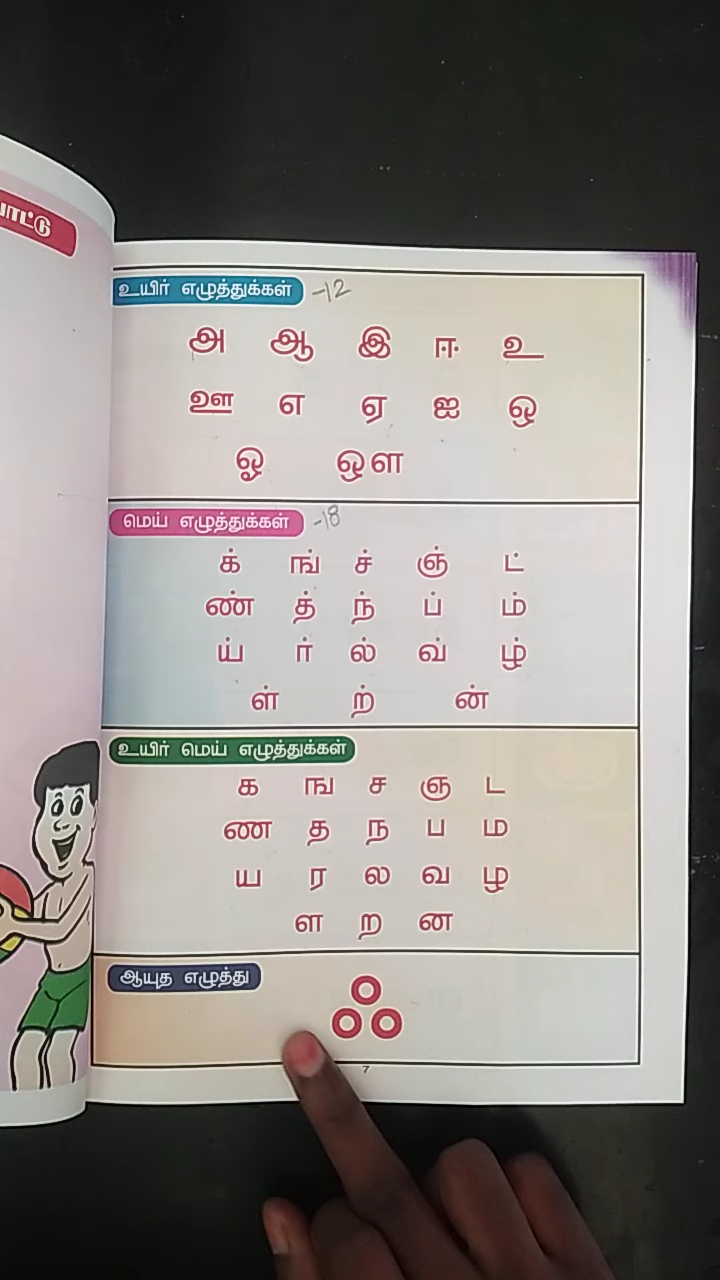 உயிர் எழுத்துக்கள் -12
அ ஆ இ ஈ உ
ஊ எ ஏ ஐ ஒ
ஓ ஔ
மெய் எழுத்துக்கள் -18
க் ங் ச் ஞ் ட்
ண் த் ந் ப் ம்
ய் ர் ல் வ் ழ்
ள் ற் ன்
உயிர் மெய் எழுத்துக்கள்
க ங ச ஞ ட
ண த ந ப ம
ய ர ல வ ழ
ள ற ன
ஆயுத எழுத்து
ஃ
7